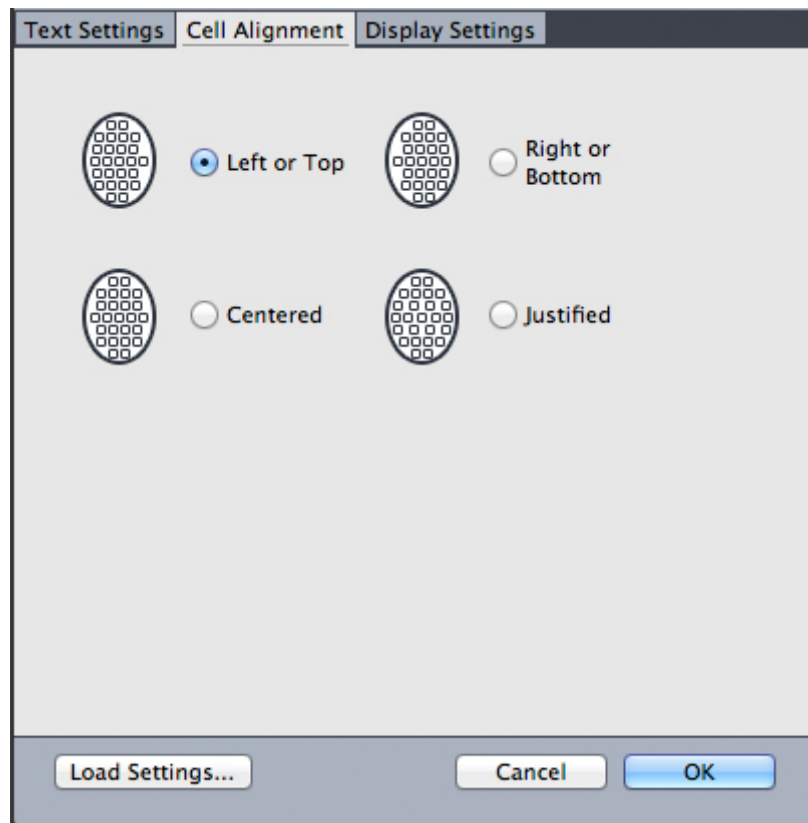 Text Settings Cell Alignment Display Settings
Left or Top
Right or
Bottom
Centered
Justified
Load Settings... Cancel OK